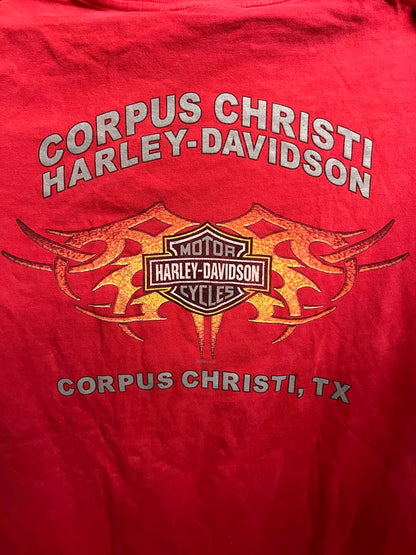 CORPUS CHRISTI
HARLEY-DAVIDSON
MOTOR
HARLEY-DAVIDSON
CYCLES
CORPUS CHRISTI, TX